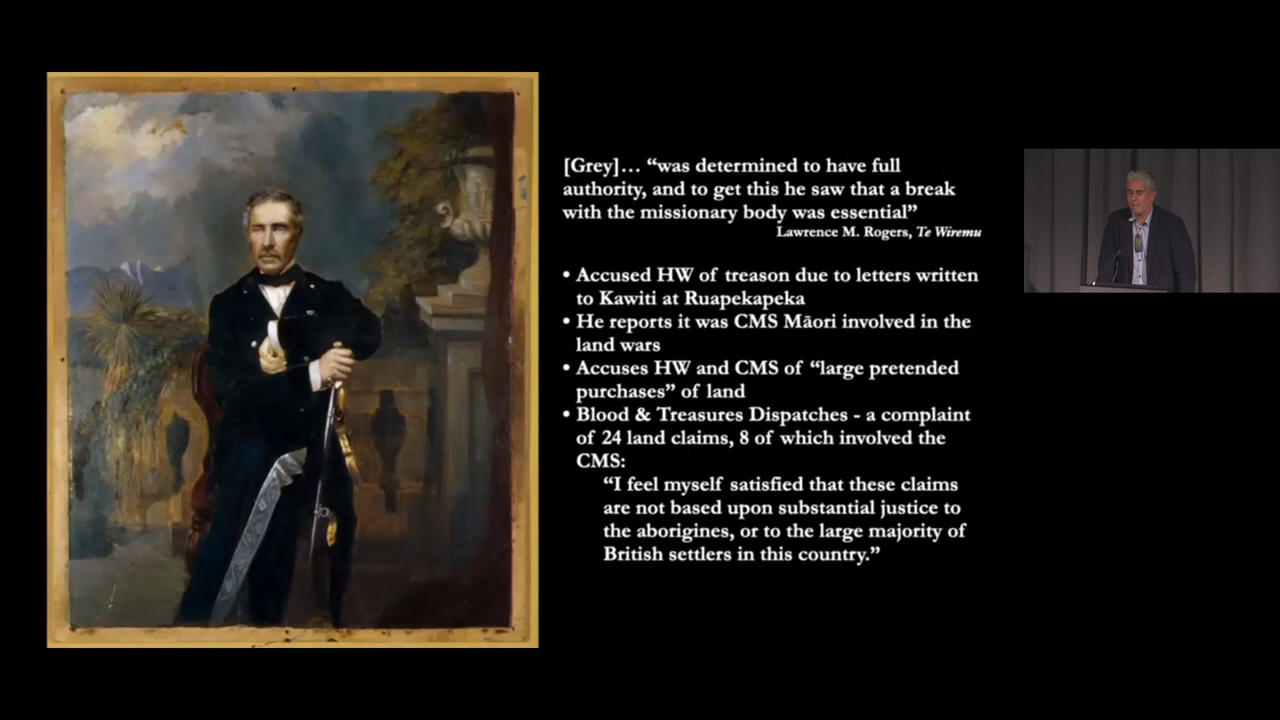 [Grey]… “was determined to have full
authority, and to get this he saw that a break
with the missionary body was essential”
Lawrence M. Rogers, Te Wiremu
• Accused HW of treason due to letters written
to Kawiti at Ruapekapeka
• He reports it was CMS Māori involved in the
land wars
• Accuses HW and CMS of “large pretended
purchases” of land
• Blood & Treasures Dispatches - a complaint
of 24 land claims, 8 of which involved the
CMS:
“I feel myself satisfied that these claims
are not based upon substantial justice to
the aborigines, or to the large majority of
British settlers in this country.”